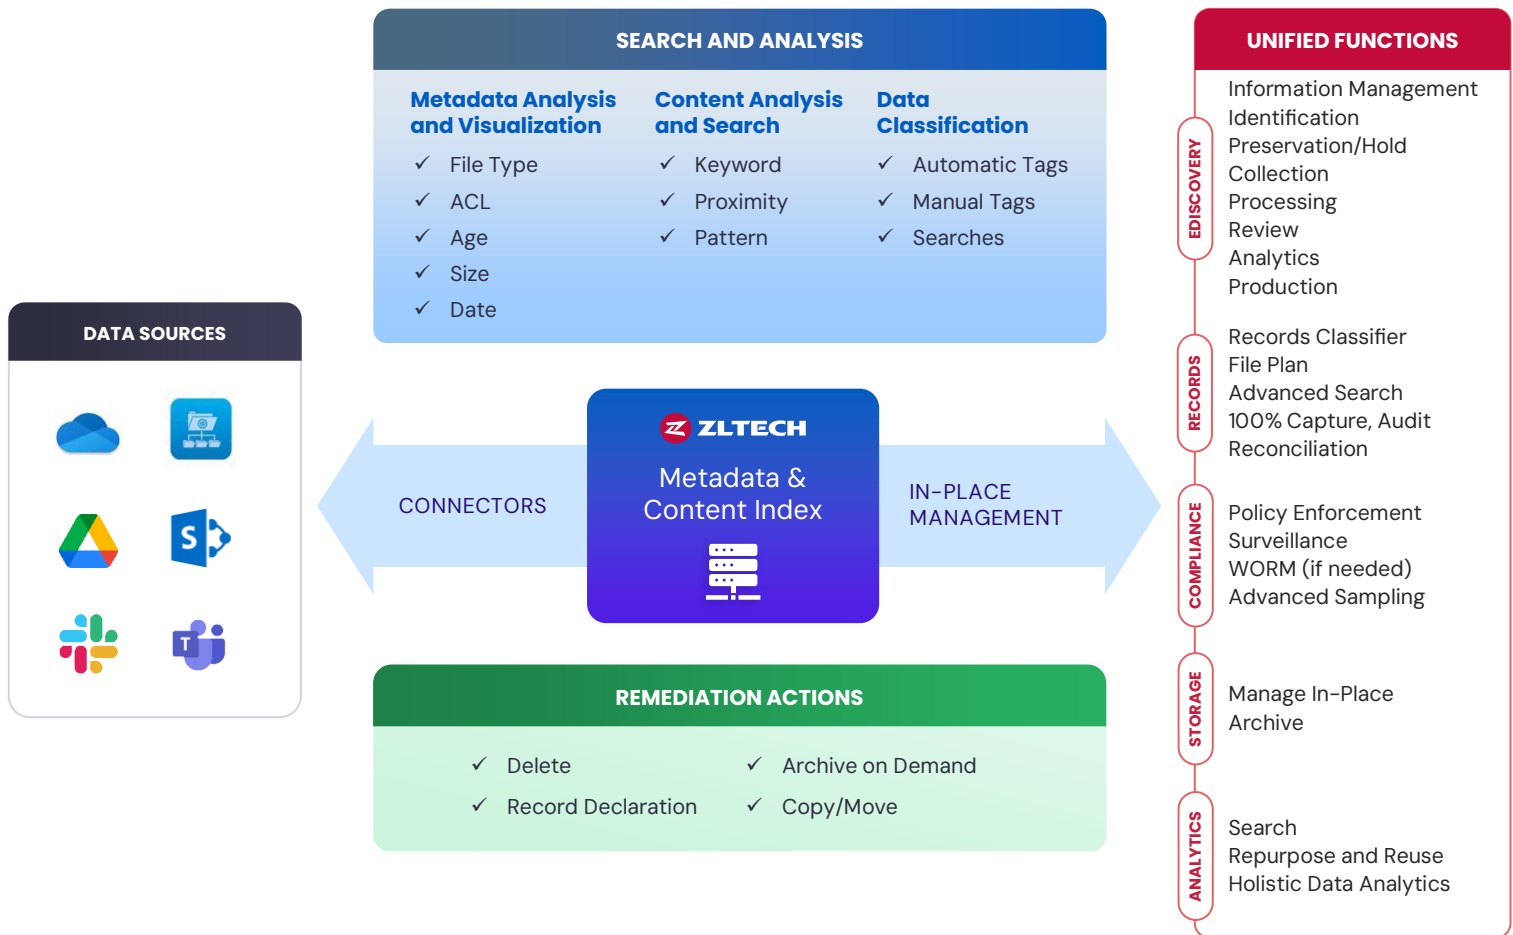 SEARCH AND ANALYSIS
Metadata Analysis
and Visualization
File Type
ACL
Age
Size
Date
Content Analysis
and Search
Keyword
Proximity
Pattern
Data
Classification
Automatic Tags
Manual Tags
Searches
DATA SOURCES
S
T
CONNECTORS
ZLTECH
Metadata &
Content Index
IN-PLACE
MANAGEMENT
REMEDIATION ACTIONS
Delete
Record Declaration
Archive on Demand
Copy/Move
UNIFIED FUNCTIONS
EDISCOVERY
Information Management
Identification
Preservation/Hold
Collection
Processing
Review
Analytics
Production
RECORDS
Records Classifier
File Plan
Advanced Search
100% Capture, Audit
Reconciliation
COMPLIANCE
Policy Enforcement
Surveillance
WORM (if needed)
Advanced Sampling
STORAGE
Manage In-Place
Archive
ANALYTICS
Search
Repurpose and Reuse
Holistic Data Analytics